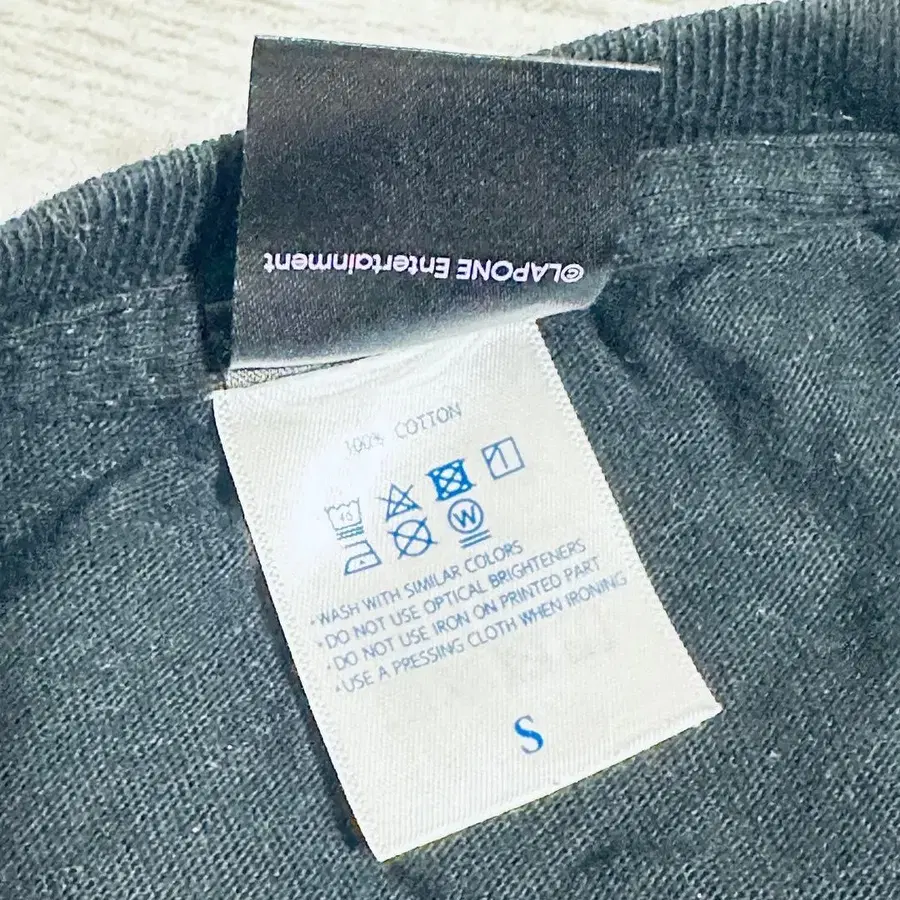 ©LAPONE Entertainment
100% COTTON
40
W
•WASH WITH SIMILAR COLORS
•DO NOT USE OPTICAL BRIGHTENERS
•DO NOT USE IRON ON PRINTED PART
•USE A PRESSING CLOTH WHEN IRONING
S